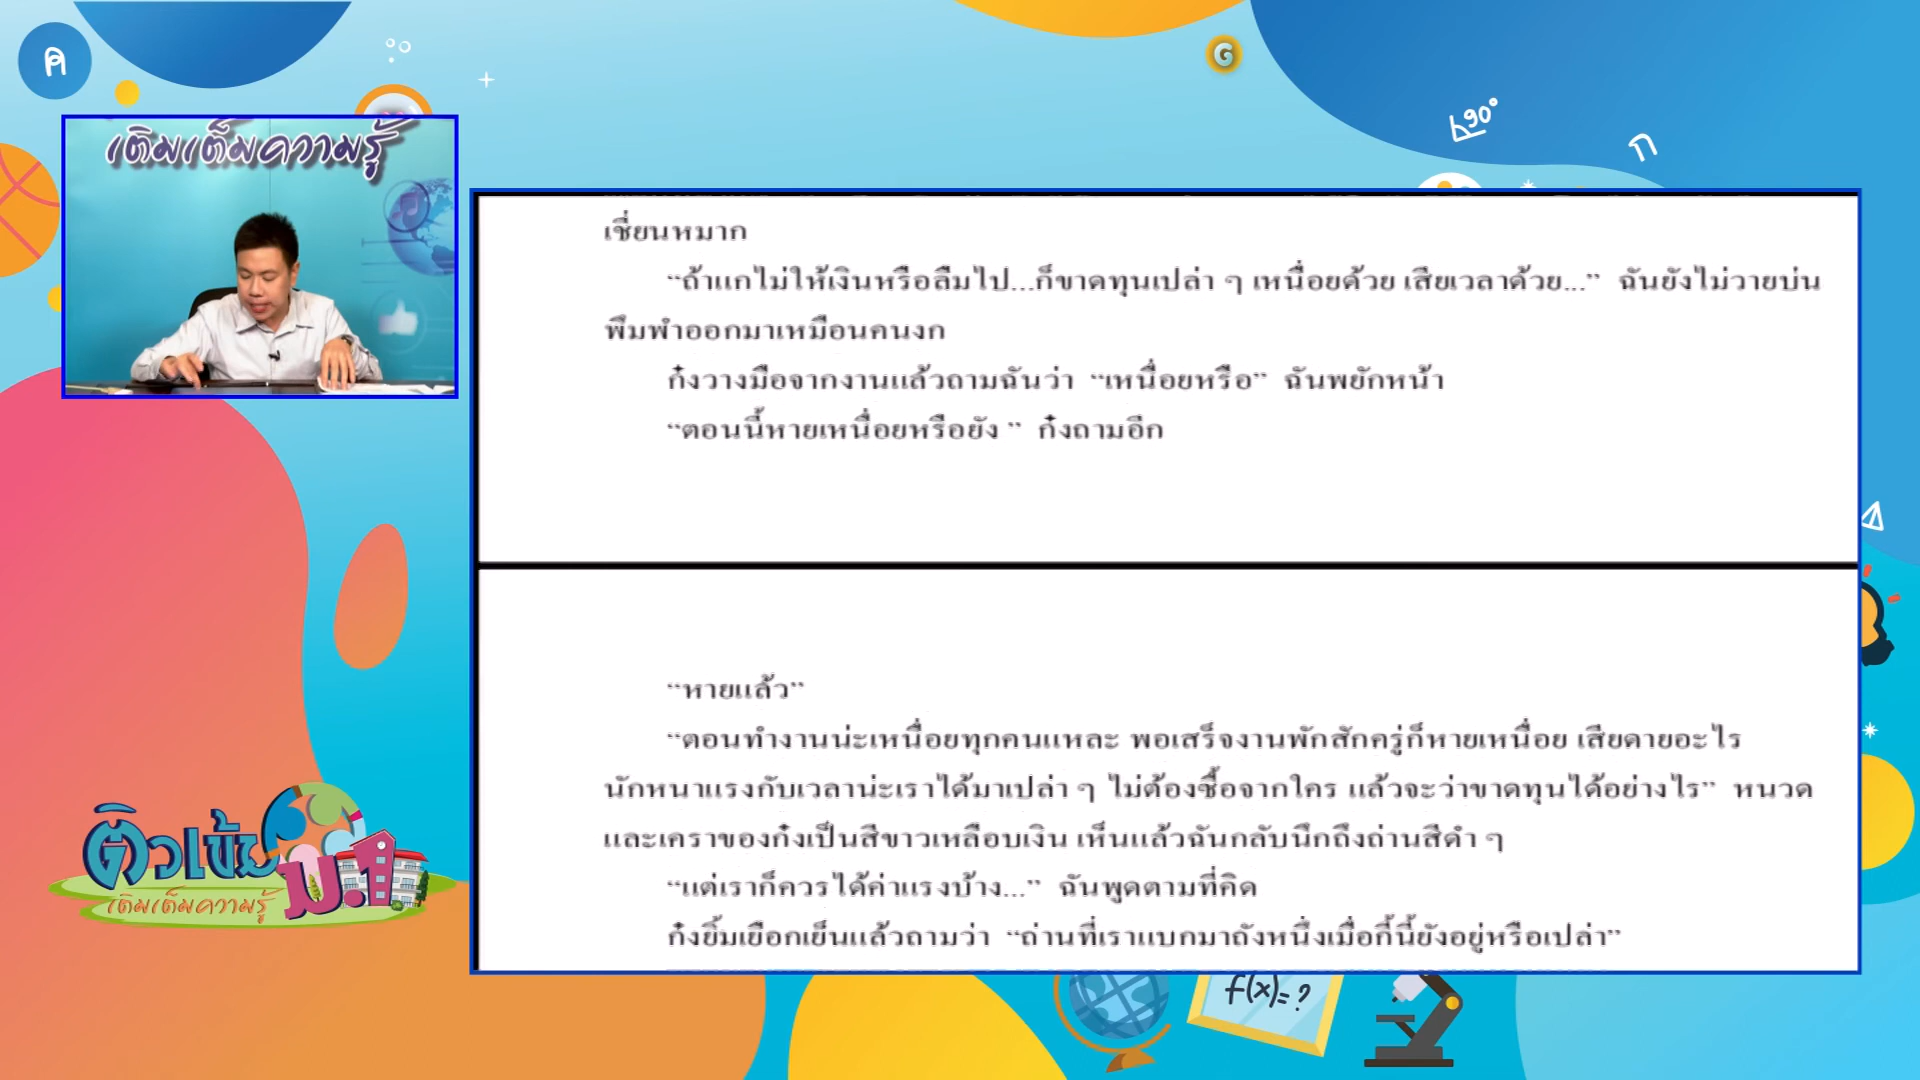 ค
G
90°
ก
เติมเต็มความรู้
เชี่ยนหมาก
“ถ้าแกไม่ให้เงินหรือลืมไป...ก็ขาดทุนเปล่า ๆ เหนื่อยด้วย เสียเวลาด้วย...” ฉันยังไม่วายบ่น
พึมพำออกมาเหมือนคนงก
ก๋งวางมือจากงานแล้วถามฉันว่า “เหนื่อยหรือ” ฉันพยักหน้า
“ตอนนี้หายเหนื่อยหรือยัง ” ก๋งถามอีก
“หายแล้ว”
“ตอนทำงานน่ะเหนื่อยทุกคนแหละ พอเสร็จงานพักสักครู่ก็หายเหนื่อย เสียดายอะไร
นักหนาแรงกับเวลาน่ะเราได้มาเปล่า ๆ ไม่ต้องซื้อจากใคร แล้วจะว่าขาดทุนได้อย่างไร” หนวด
และเคราของก๋งเป็นสีขาวเหลือบเงิน เห็นแล้วฉันกลับนึกถึงถ่านสีดำ ๆ
“แต่เราก็ควรได้ค่าแรงบ้าง...” ฉันพูดตามที่คิด
ก๋งยิ้มเยือกเย็นแล้วถามว่า “ถ่านที่เราแบกมาถังหนึ่งเมื่อกี้นี้ยังอยู่หรือเปล่า”
ติวเข้ม
ม.1
เติมเต็มความรู้
f(x)=?